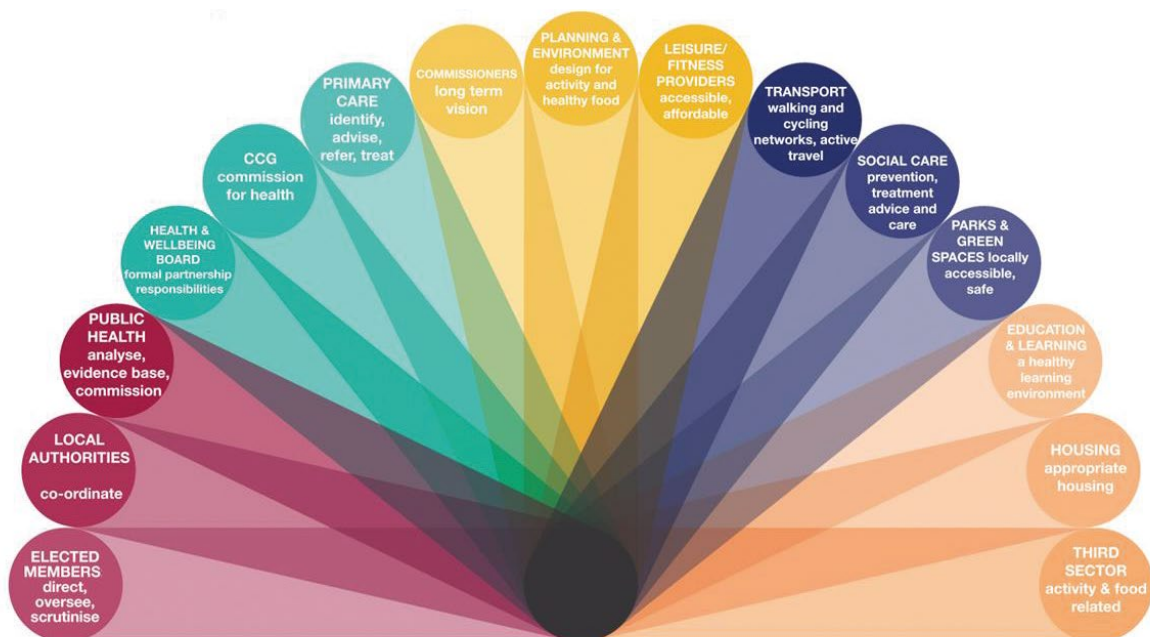 ELECTED
MEMBERS
direct,
oversee,
scrutinise
LOCAL
AUTHORITIES
co-ordinate
PUBLIC
HEALTH
analyse,
evidence base,
commission
HEALTH &
WELLBEING
BOARD
formal partnership
responsibilities
CCG
commission
for health
PRIMARY
CARE
identify,
advise,
refer, treat
COMMISSIONERS
long term
vision
PLANNING &
ENVIRONMENT
design for
activity and
healthy food
LEISURE/
FITNESS
PROVIDERS
accessible,
affordable
TRANSPORT
walking and
cycling
networks, active
travel
SOCIAL CARE
prevention,
treatment
advice and
care
PARKS &
GREEN
SPACES locally
accessible,
safe
EDUCATION
& LEARNING
a healthy
learning
environment
HOUSING
appropriate
housing
THIRD
SECTOR
activity & food
related